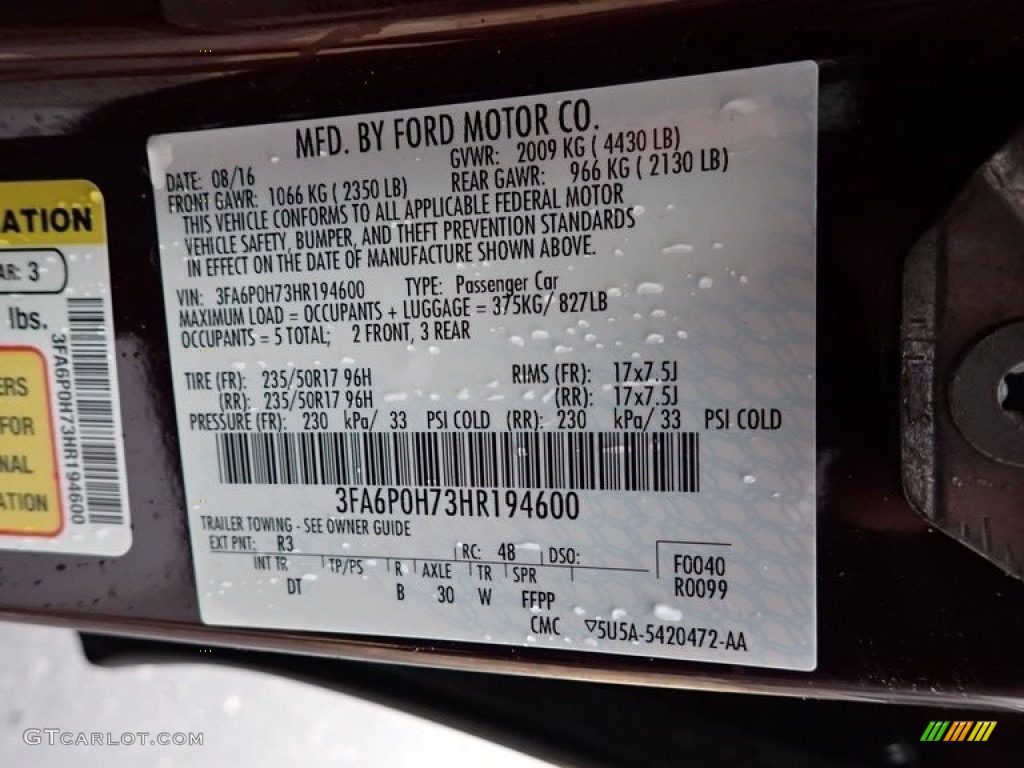 MFD. BY FORD MOTOR CO.
DATE: 08/16 GVWR: 2009 KG ( 4430 LB)
FRONT GAWR: 1066 KG ( 2350 LB) REAR GAWR: 966 KG ( 2130 LB)
THIS VEHICLE CONFORMS TO ALL APPLICABLE FEDERAL MOTOR
VEHICLE SAFETY, BUMPER, AND THEFT PREVENTION STANDARDS
IN EFFECT ON THE DATE OF MANUFACTURE SHOWN ABOVE.
VIN: 3FA6P0H73HR194600 TYPE: Passenger Car
MAXIMUM LOAD = OCCUPANTS + LUGGAGE = 375KG/ 827LB
OCCUPANTS = 5 TOTAL; 2 FRONT, 3 REAR
TIRE (FR): 235/50R17 96H RIMS (FR): 17x7.5J
(RR): 235/50R17 96H (RR): 17x7.5J
PRESSURE (FR): 230 kPa/ 33 PSI COLD (RR): 230 kPa/ 33 PSI COLD
3FA6P0H73HR194600
TRAILER TOWING - SEE OWNER GUIDE
EXT PNT: R3 RC: 48 DSO: F0040
INT TR TP/PS R AXLE TR SPR R0099
DT B 30 W FFPP
CMC ▽5U5A-5420472-AA
ATION
AR: 3
lbs.
ERS
FOR
NAL
ATION
3FA6P0H73HR194600
GTCARLOT.COM